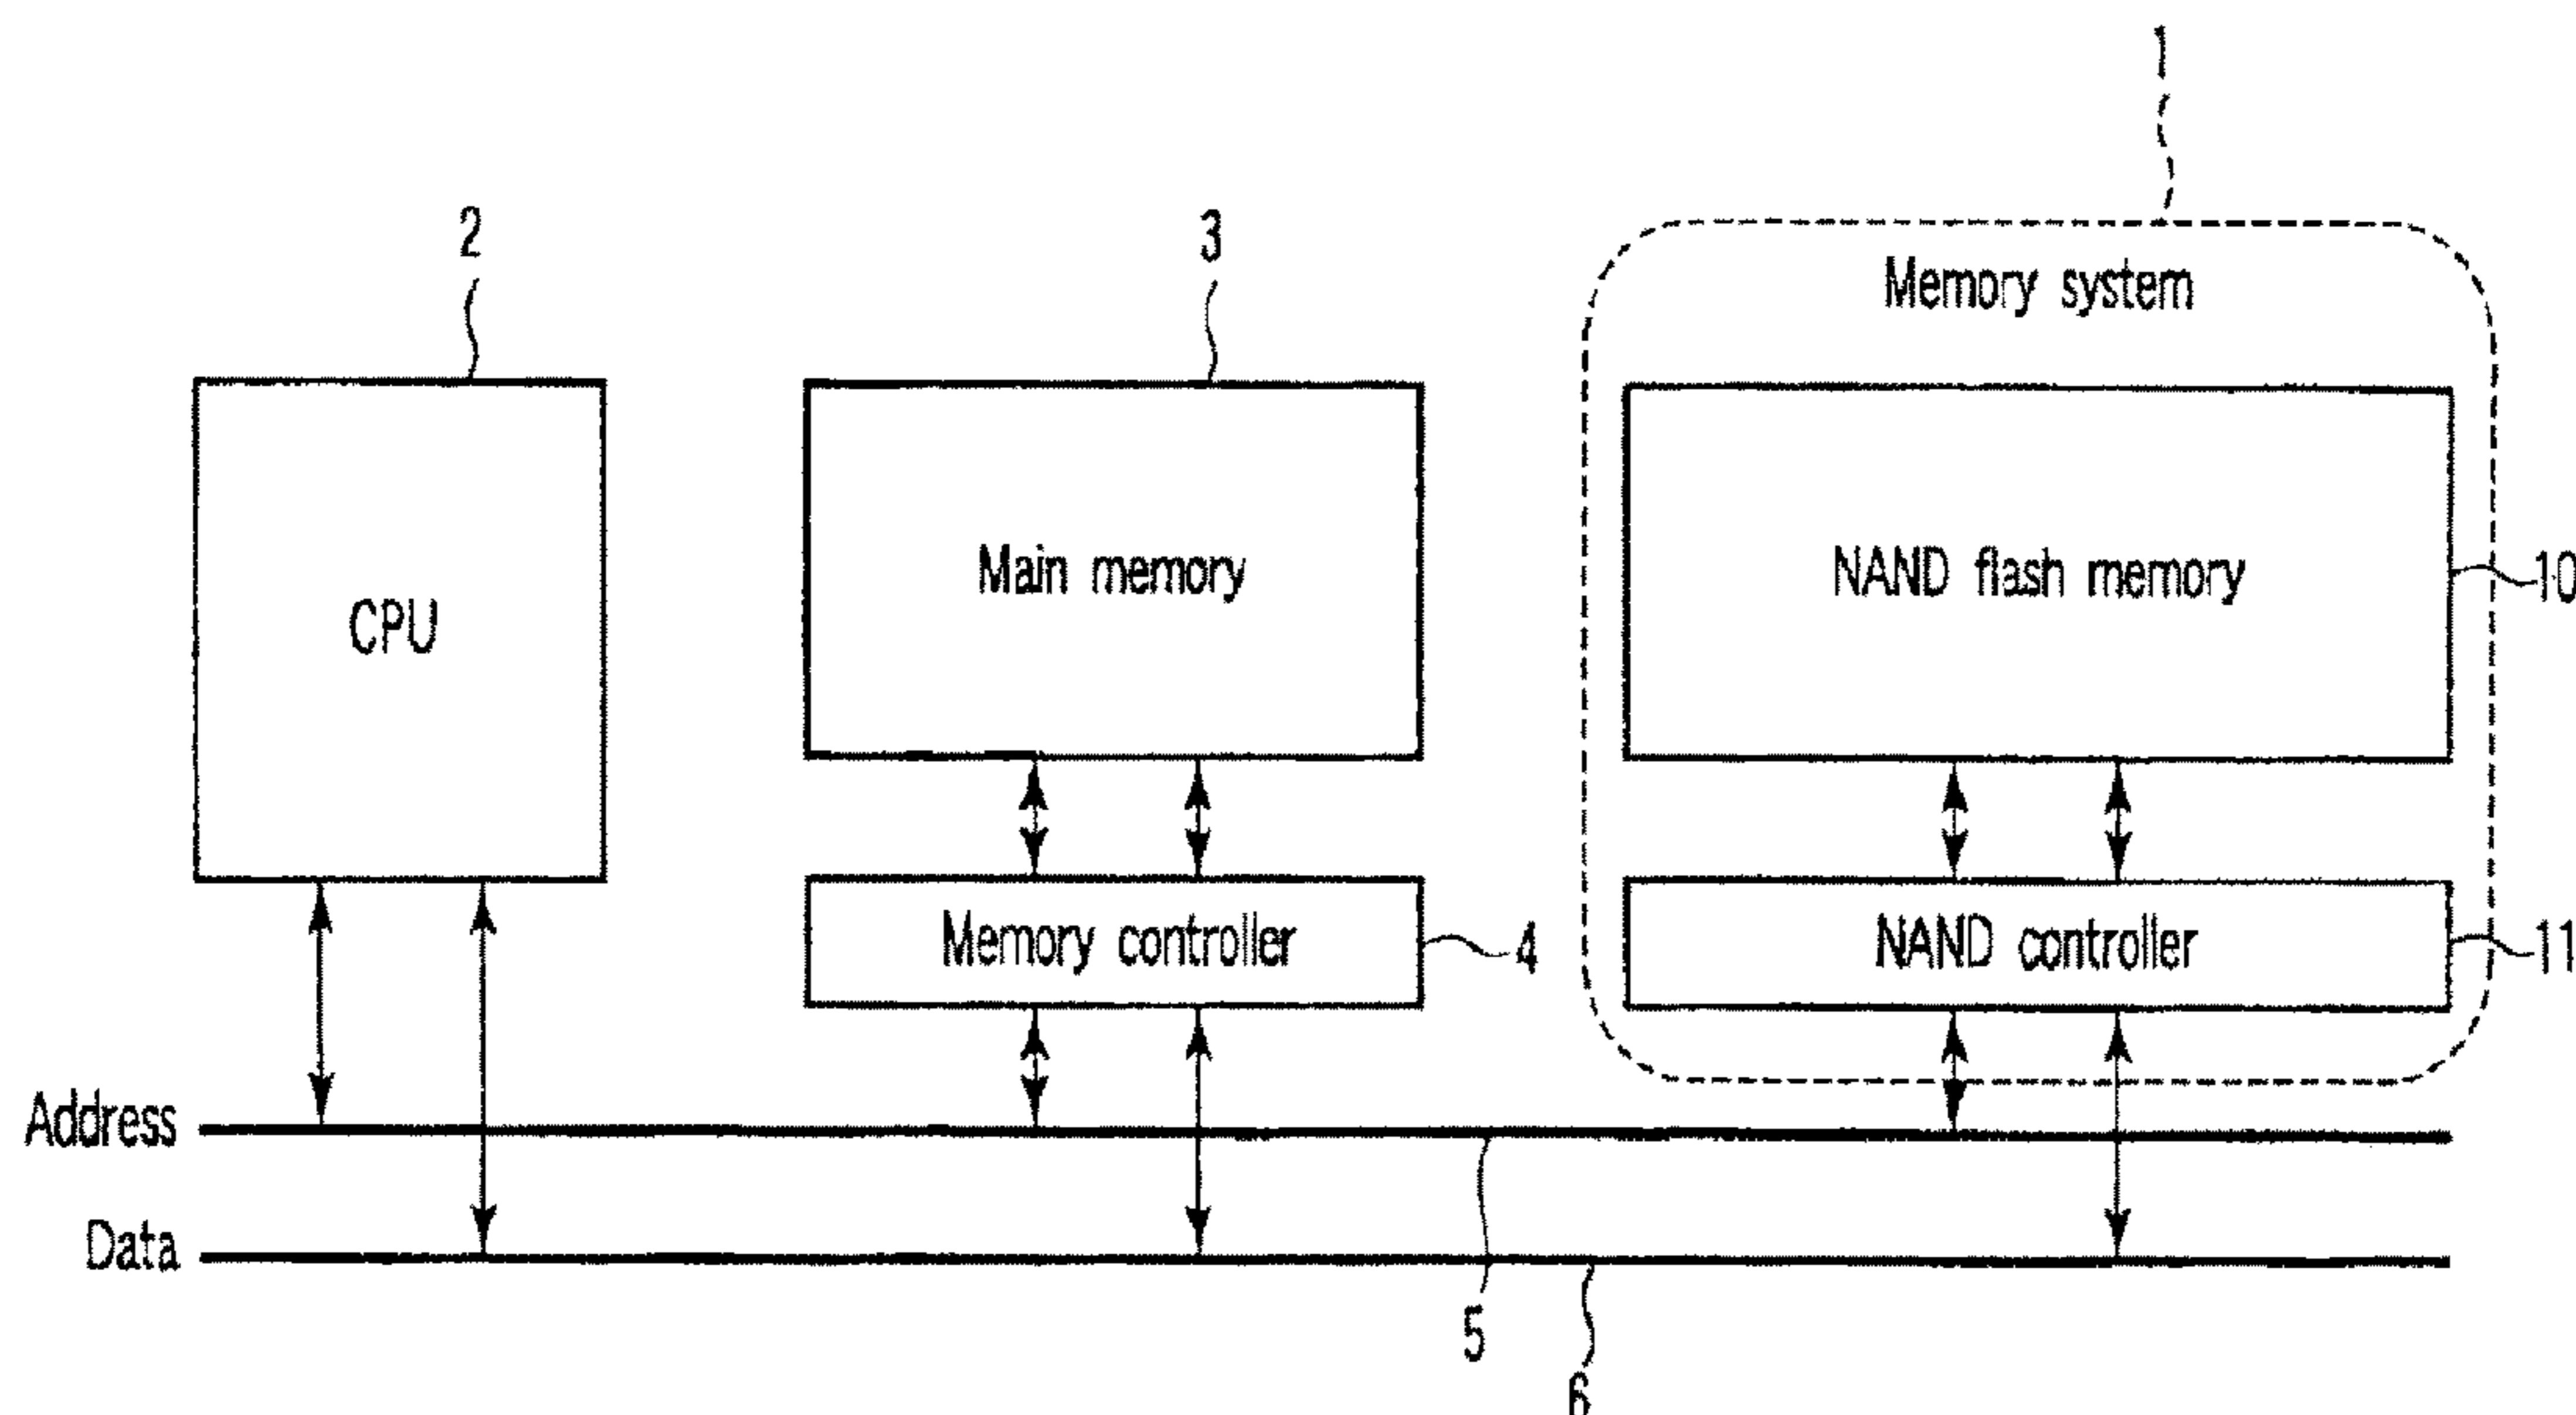 1
2
3
Memory system
CPU
Main memory
NAND flash memory
10
Memory controller
4
NAND controller
11
Address
Data
5
6